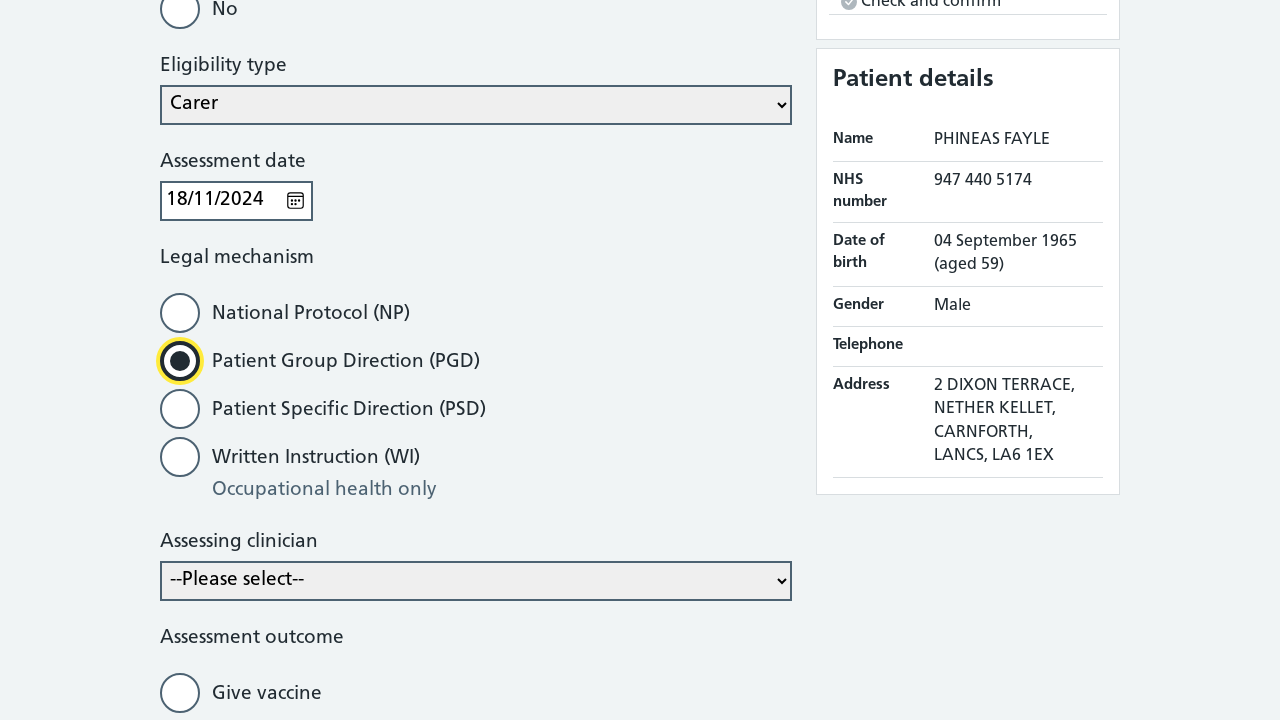 No
Eligibility type
Carer
Assessment date
18/11/2024
Legal mechanism
National Protocol (NP)
Patient Group Direction (PGD)
Patient Specific Direction (PSD)
Written Instruction (WI)
Occupational health only
Assessing clinician
--Please select--
Assessment outcome
Give vaccine
Check and confirm
Patient details
Name PHINEAS FAYLE
NHS number 947 440 5174
Date of birth 04 September 1965
(aged 59)
Gender Male
Telephone
Address 2 DIXON TERRACE,
NETHER KELLET,
CARNFORTH,
LANCS, LA6 1EX